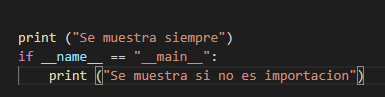 print ("Se muestra siempre")
if __name__ == "__main__":
    print ("Se muestra si no es importacion")